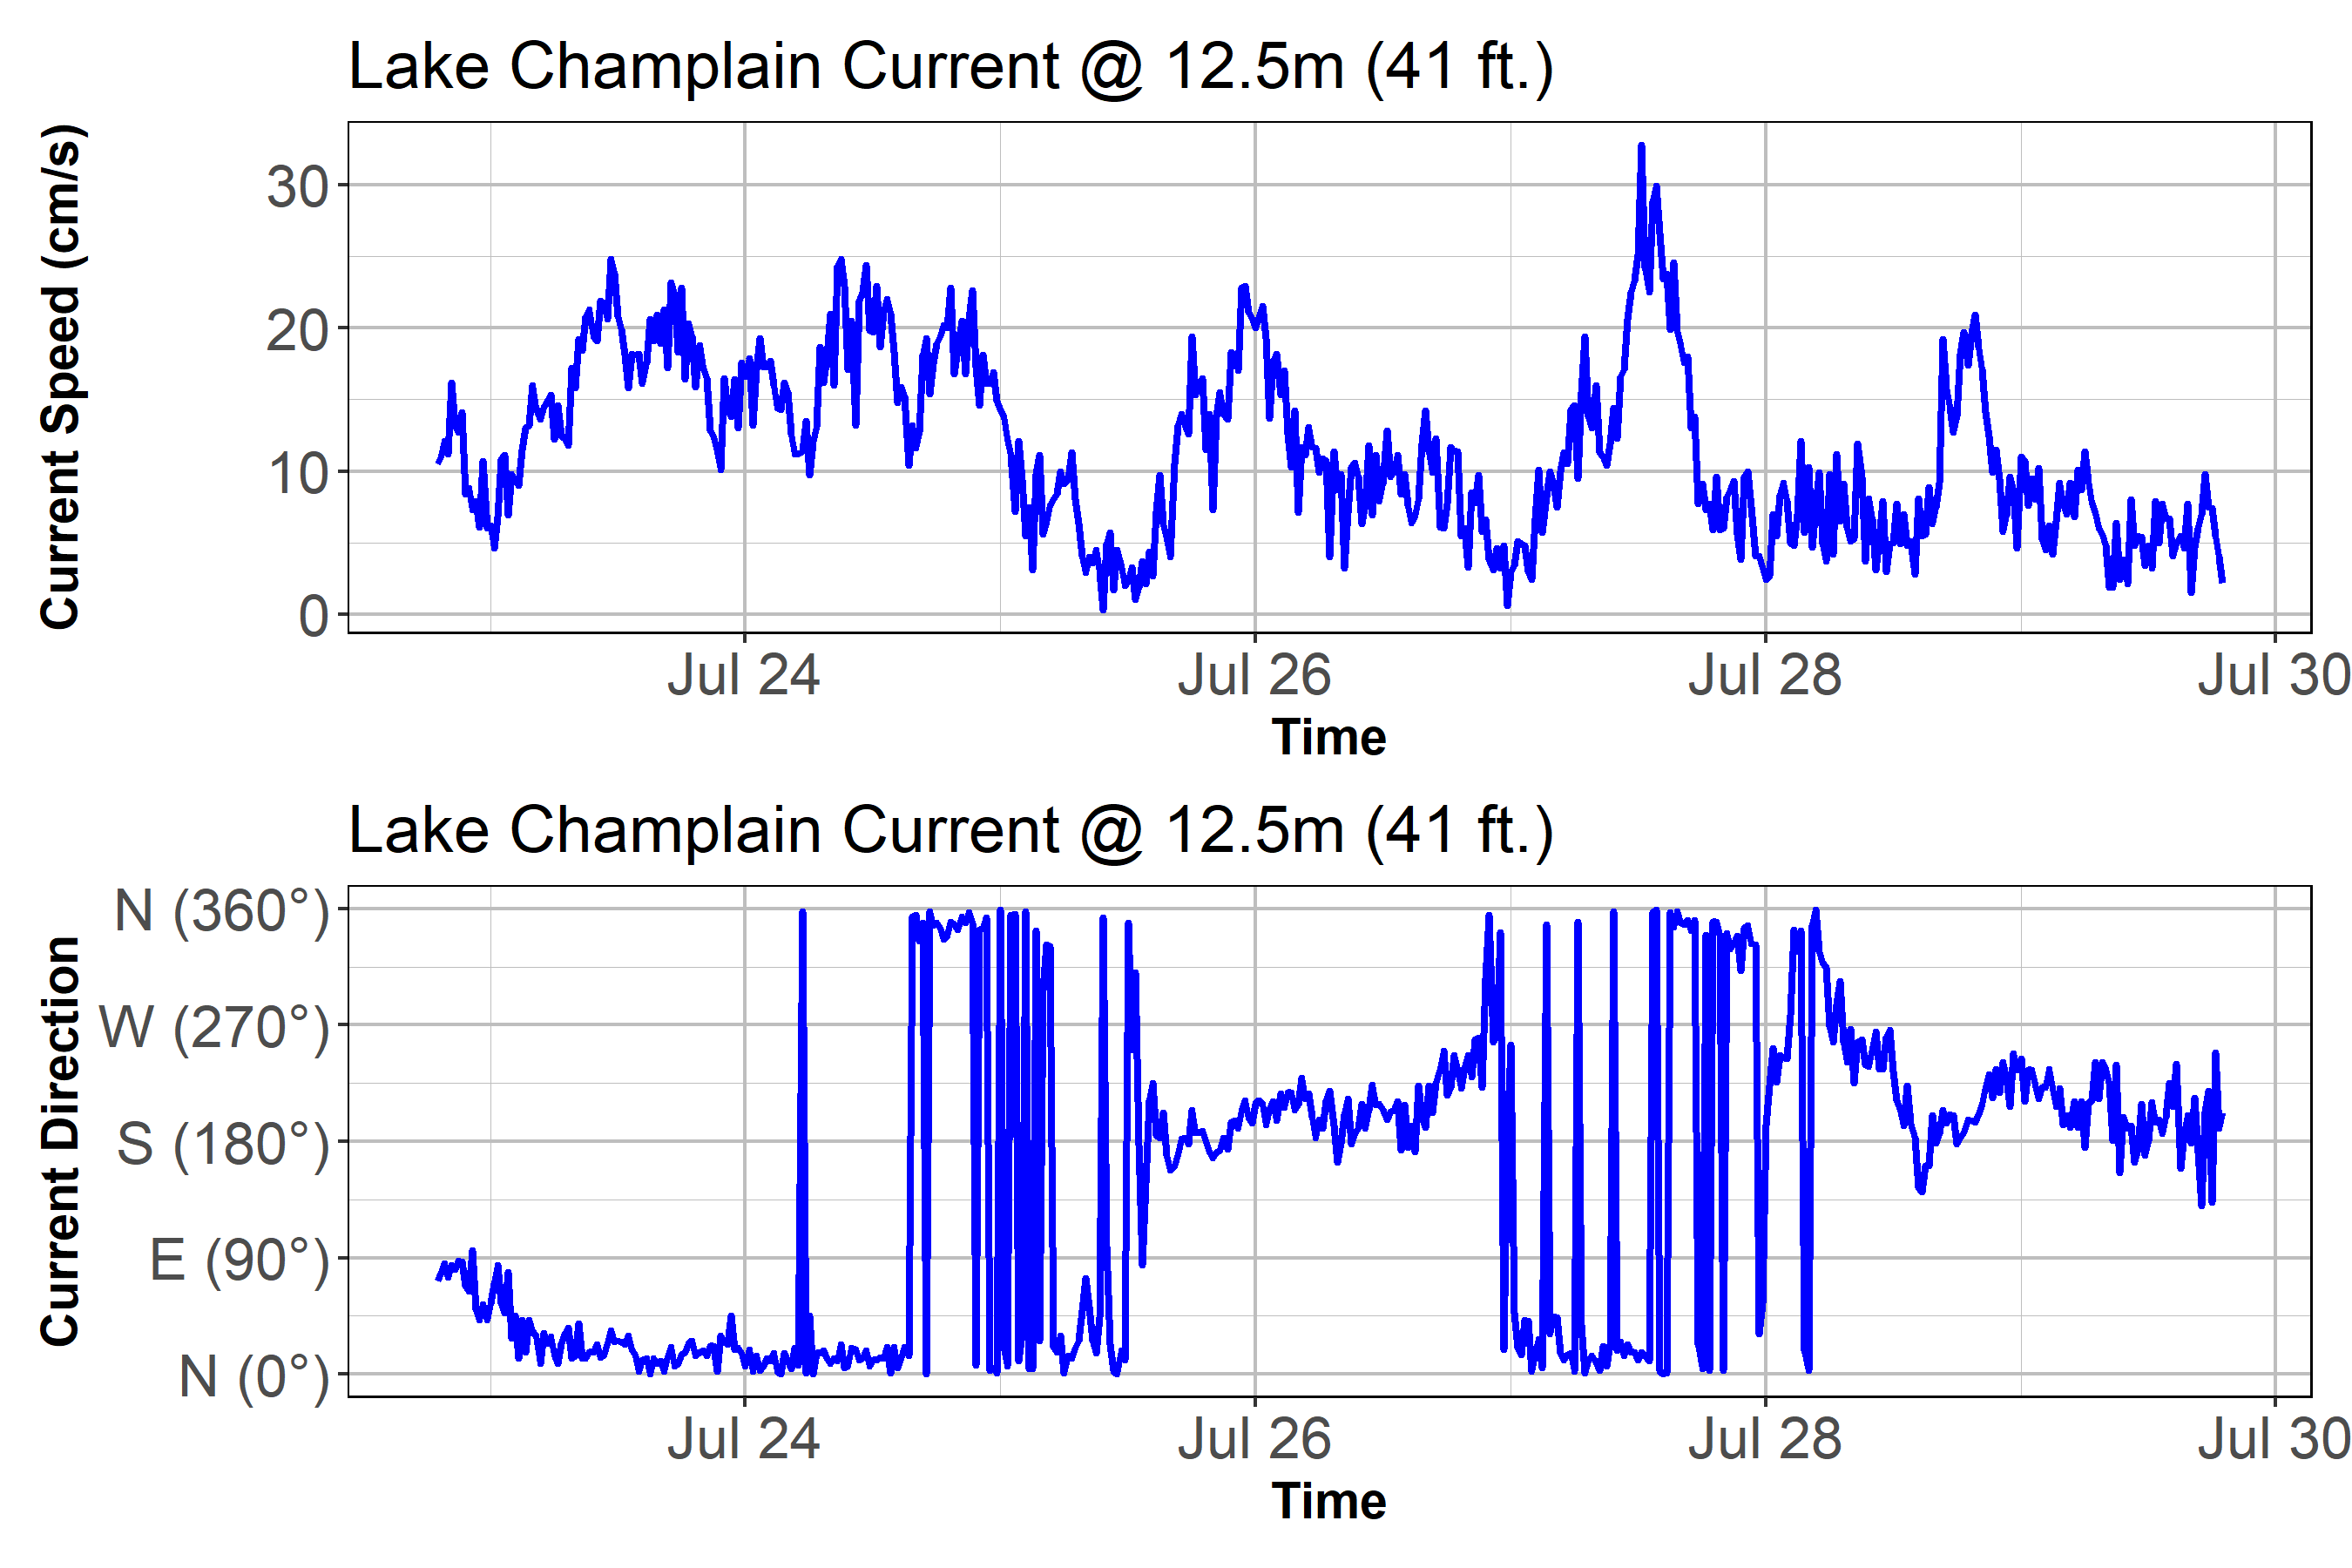 Lake Champlain Current @ 12.5m (41 ft.)
Current Speed (cm/s)
30
20
10
0
Jul 24
Jul 26
Jul 28
Jul 30
Time
Lake Champlain Current @ 12.5m (41 ft.)
Current Direction
N (360°)
W (270°)
S (180°)
E (90°)
N (0°)
Jul 24
Jul 26
Jul 28
Jul 30
Time